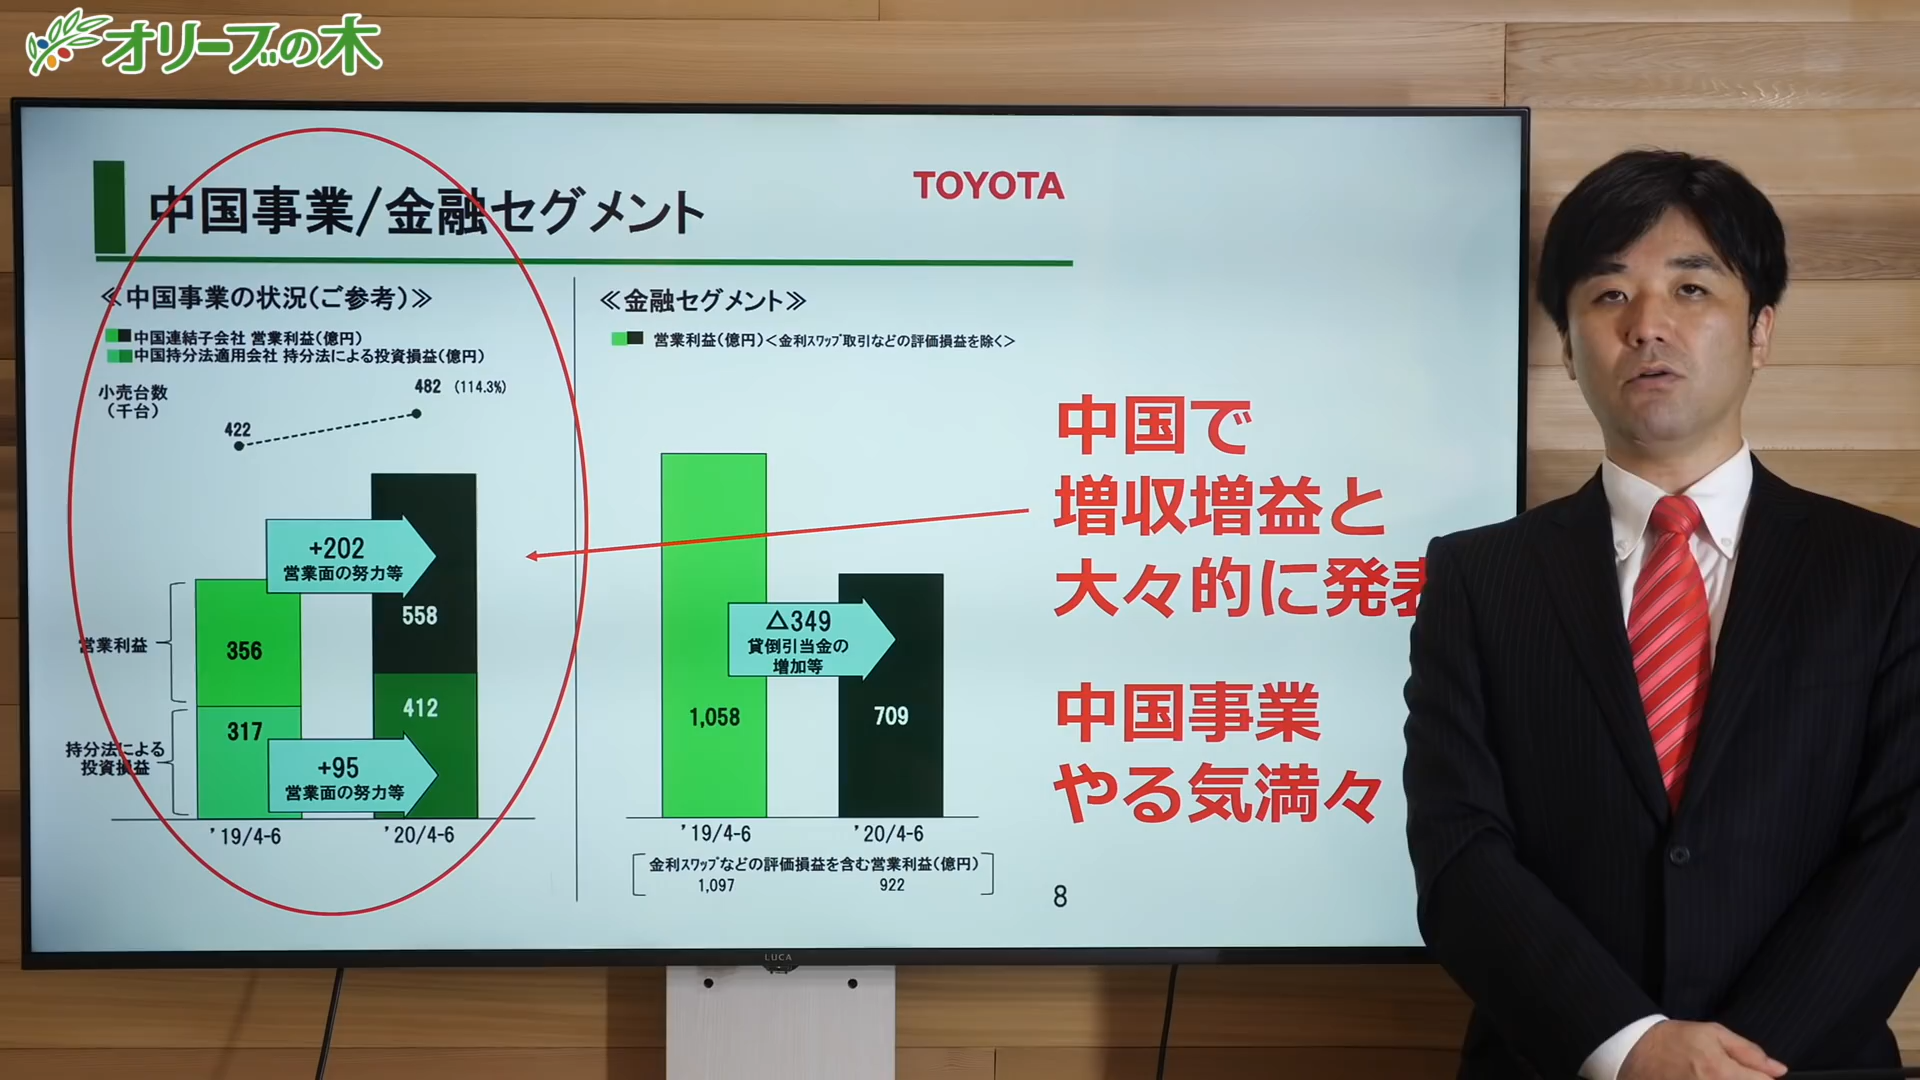 オリーブの木
中国事業/金融セグメント
TOYOTA
≪中国事業の状況(ご参考)≫
中国連結子会社 営業利益(億円)
中国持分法適用会社 持分法による投資損益(億円)
小売台数
(千台)
422
482 (114.3%)
+202
営業面の努力等
558
営業利益
356
412
317
持分法による
投資損益
+95
営業面の努力等
'19/4-6
'20/4-6
≪金融セグメント≫
営業利益(億円)<金利スワップ取引などの評価損益を除く>
△349
貸倒引当金の
増加等
1,058
709
'19/4-6
'20/4-6
金利スワップなどの評価損益を含む営業利益(億円)
1,097
922
8
中国で
増収増益と
大々的に発表
中国事業
やる気満々
LUCA